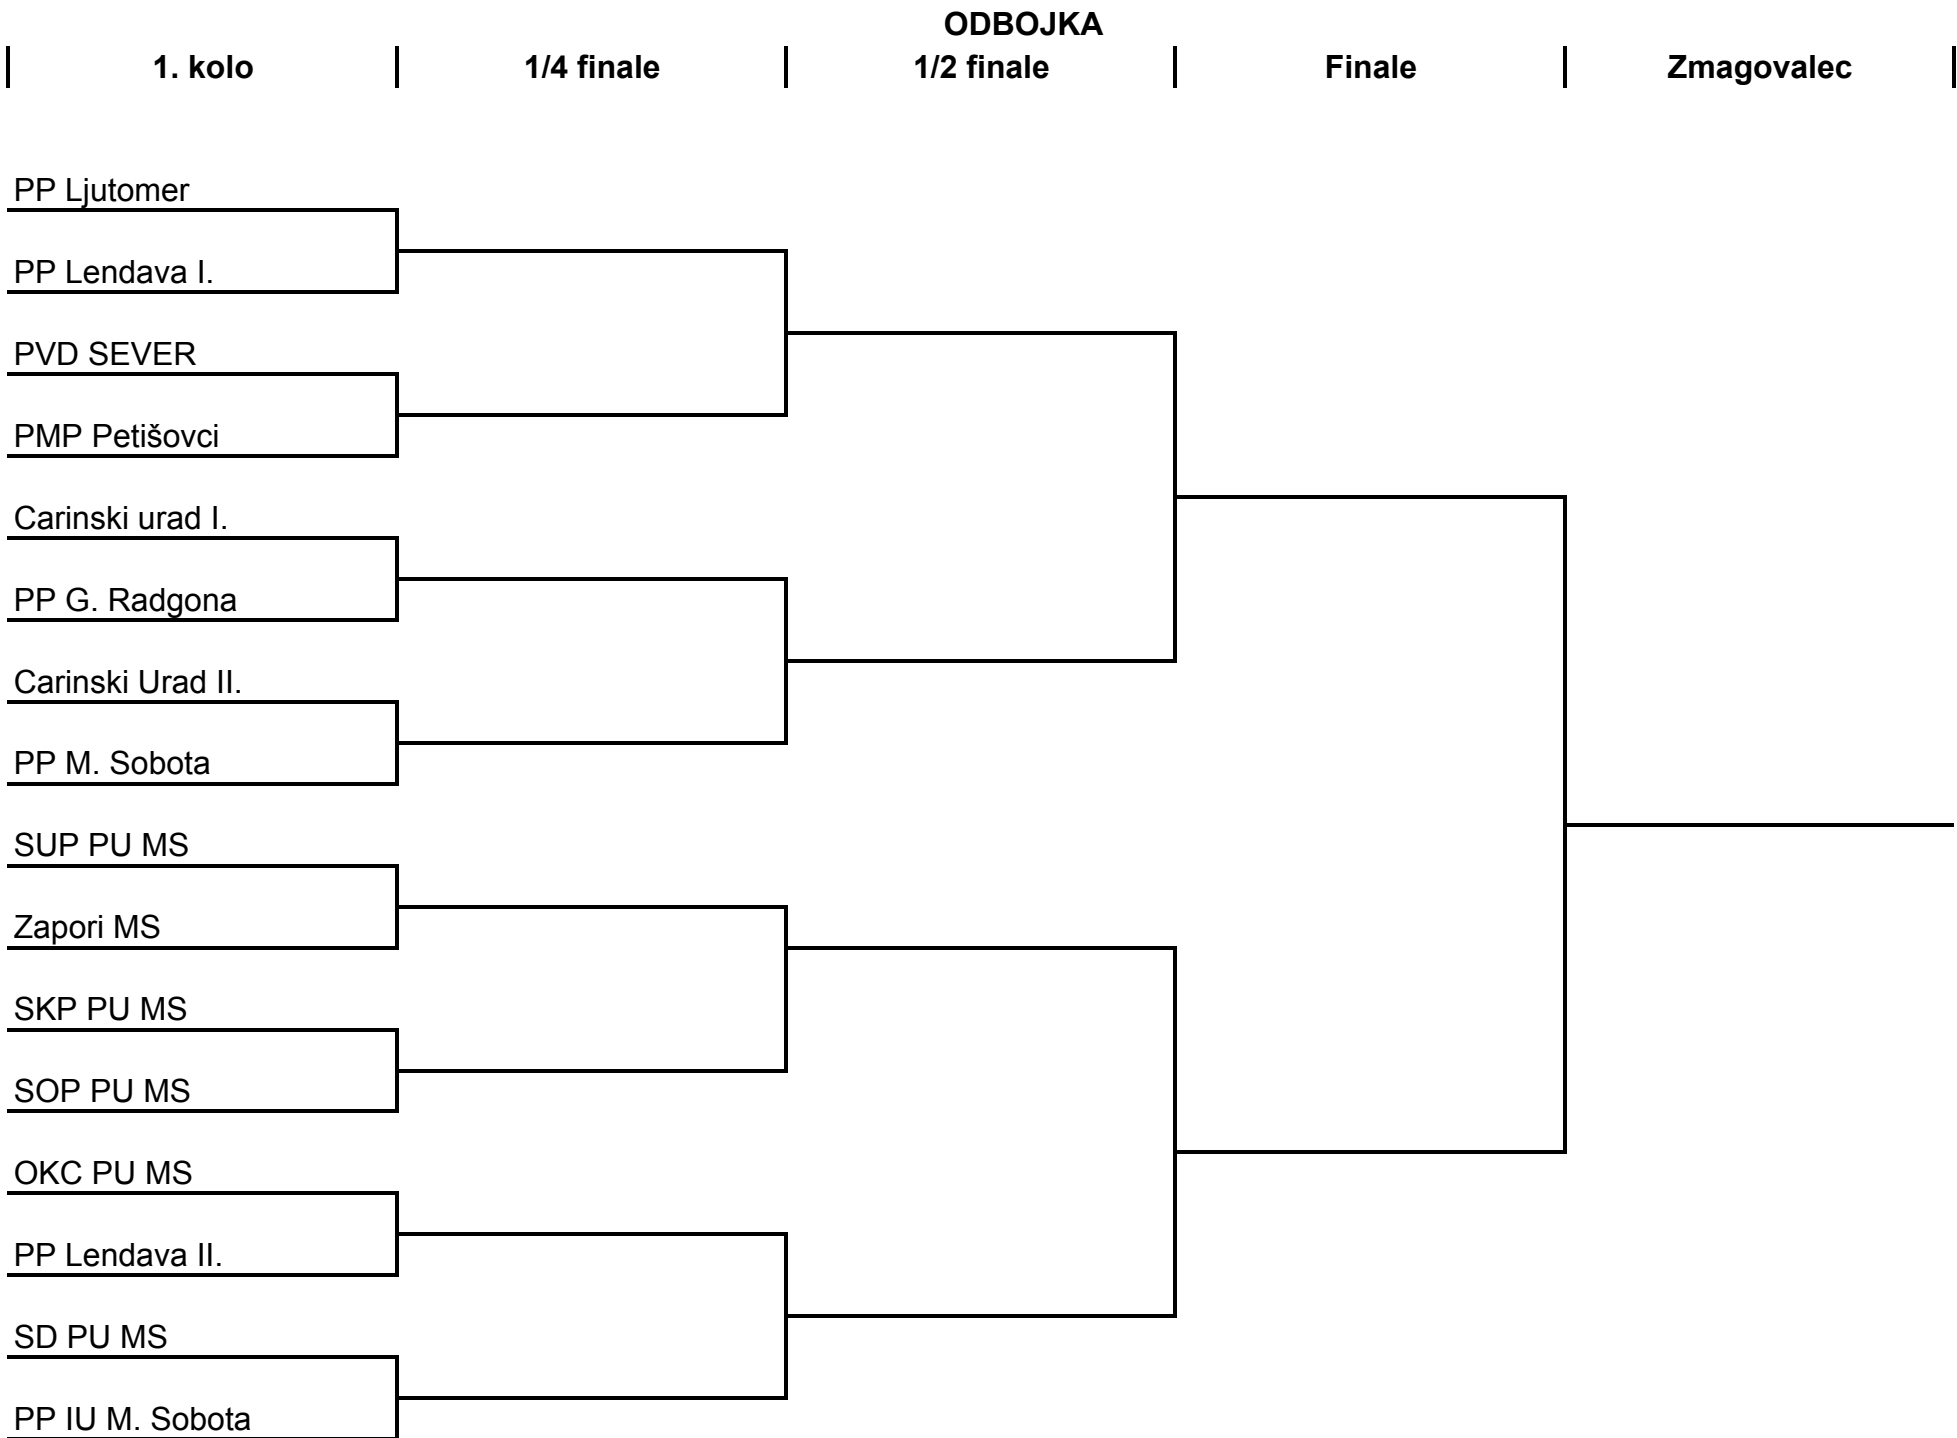 ODBOJKA
1. kolo 1/4 finale 1/2 finale Finale Zmagovalec
PP Ljutomer
PP Lendava I.
PVD SEVER
PMP Petišovci
Carinski urad I.
PP G. Radgona
Carinski Urad II.
PP M. Sobota
SUP PU MS
Zapori MS
SKP PU MS
SOP PU MS
OKC PU MS
PP Lendava II.
SD PU MS
PP IU M. Sobota